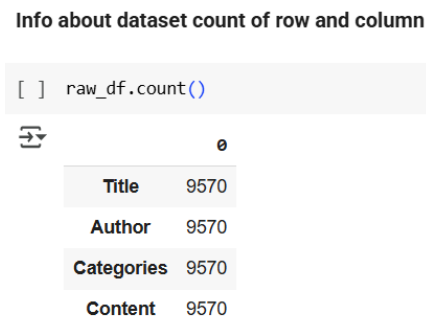 Info about dataset count of row and column
[ ] raw_df.count()
0
Title 9570
Author 9570
Categories 9570
Content 9570